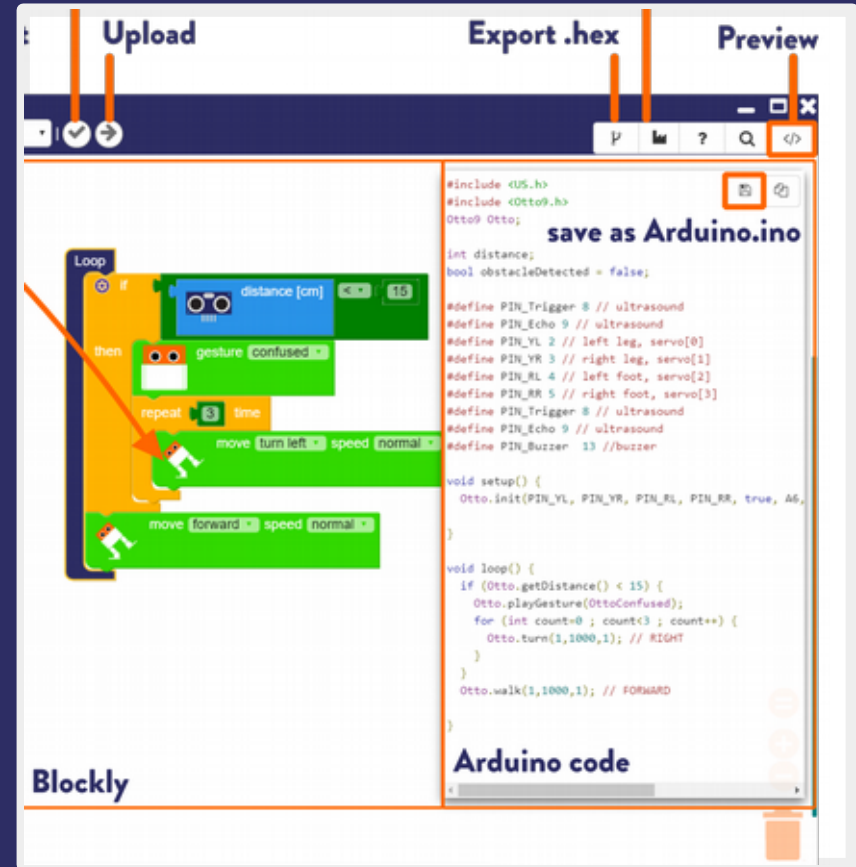 Upload
Export .hex
Preview
?
</>
#include <US.h>
#include <Otto9.h>
Otto9 Otto;
save as Arduino.ino
int distance;
bool obstacleDetected = false;
#define PIN_Trigger 8 // ultrasound
#define PIN_Echo 9 // ultrasound
#define PIN_YL 2 // left leg, servo[0]
#define PIN_YR 3 // right leg, servo[1]
#define PIN_RL 4 // left foot, servo[2]
#define PIN_RR 5 // right foot, servo[3]
#define PIN_Trigger 8 // ultrasound
#define PIN_Echo 9 // ultrasound
#define PIN_Buzzer 13 //buzzer
void setup() {
Otto.init(PIN_YL, PIN_YR, PIN_RL, PIN_RR, true, A6,
}
void loop() {
if (Otto.getDistance() < 15) {
Otto.playGesture(OttoConfused);
for (int count=0 ; count<3 ; count++) {
Otto.turn(1,1000,1); // RIGHT
}
}
Otto.walk(1,1000,1); // FORWARD
}
Arduino code
Loop
if distance [cm] < 15
then gesture confused
repeat 3 time
move turn left speed normal
move forward speed normal
Blockly